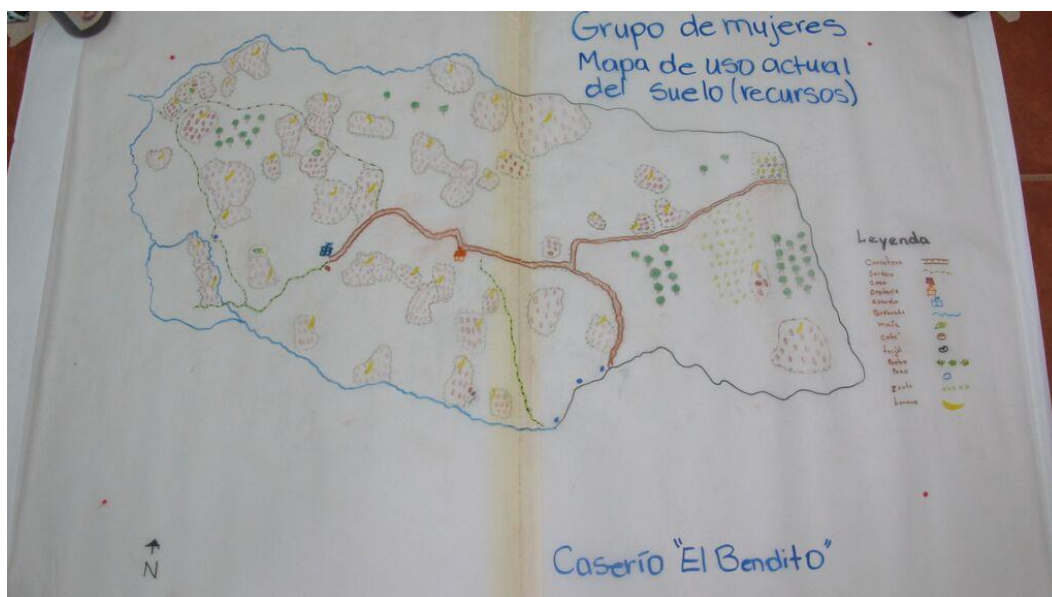 Grupo de mujeres
Mapa de uso actual
del suelo (recursos)
Leyenda
Carretera
Sendero
Casa
Oratorio
escuela
Quebrada
maíz
café
frijol
Pozo
banano
N
Caserío "El Bendito"